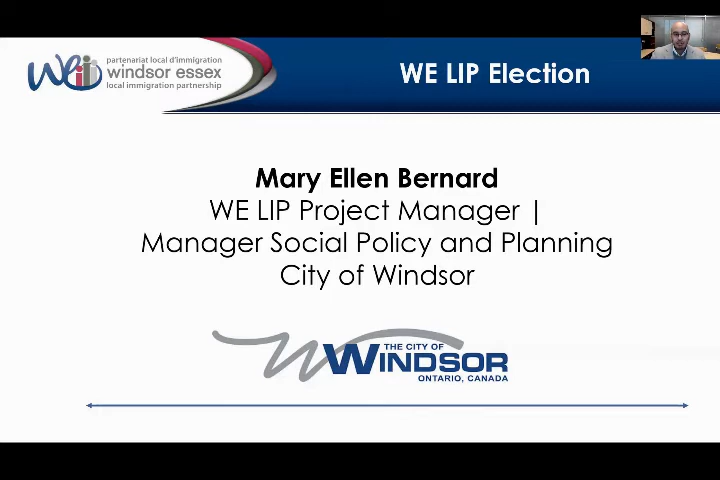 WELIP
partenariat local d'immigration
windsor essex
local immigration partnership
WE LIP Election
Mary Ellen Bernard
WE LIP Project Manager |
Manager Social Policy and Planning
City of Windsor
THE CITY OF
WINDSOR
ONTARIO, CANADA